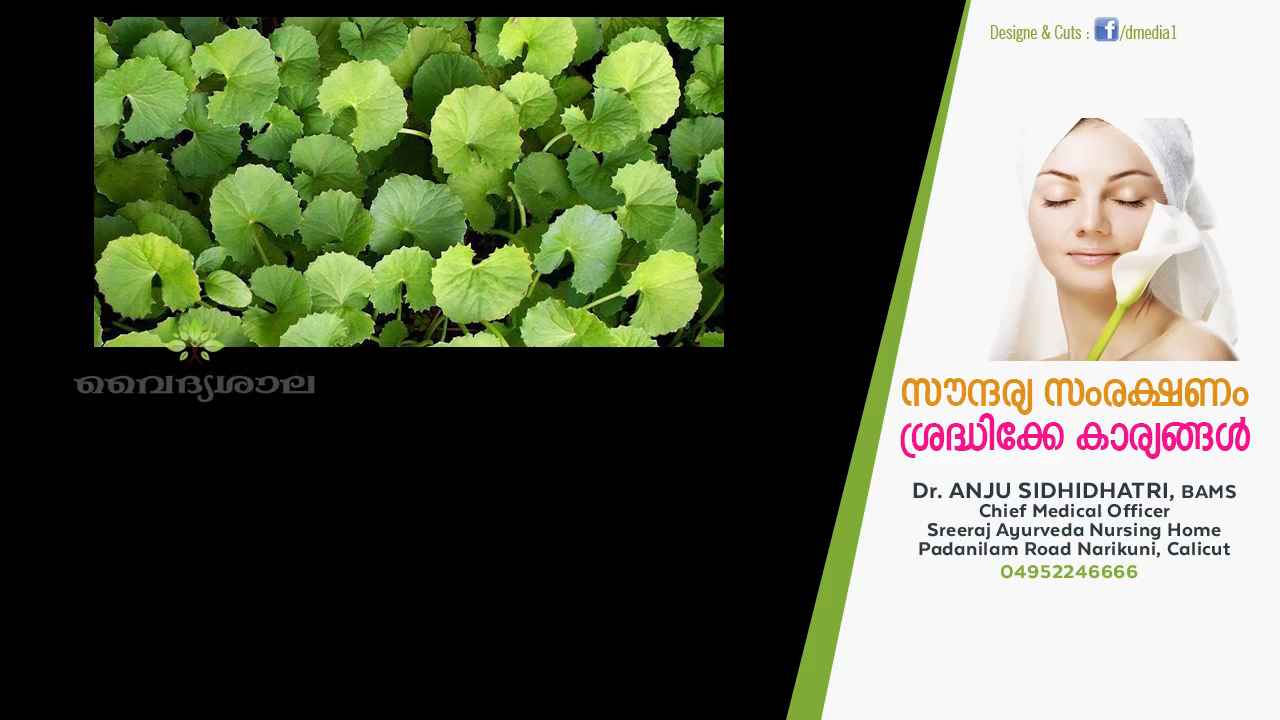 Designe & Cuts : f/dmedia1
വൈദ്യശാല
സൗന്ദര്യ സംരക്ഷണം
ശ്രദ്ധിക്കേ കാര്യങ്ങൾ
Dr. ANJU SIDHIDHATRI, BAMS
Chief Medical Officer
Sreeraj Ayurveda Nursing Home
Padanilam Road Narikuni, Calicut
04952246666